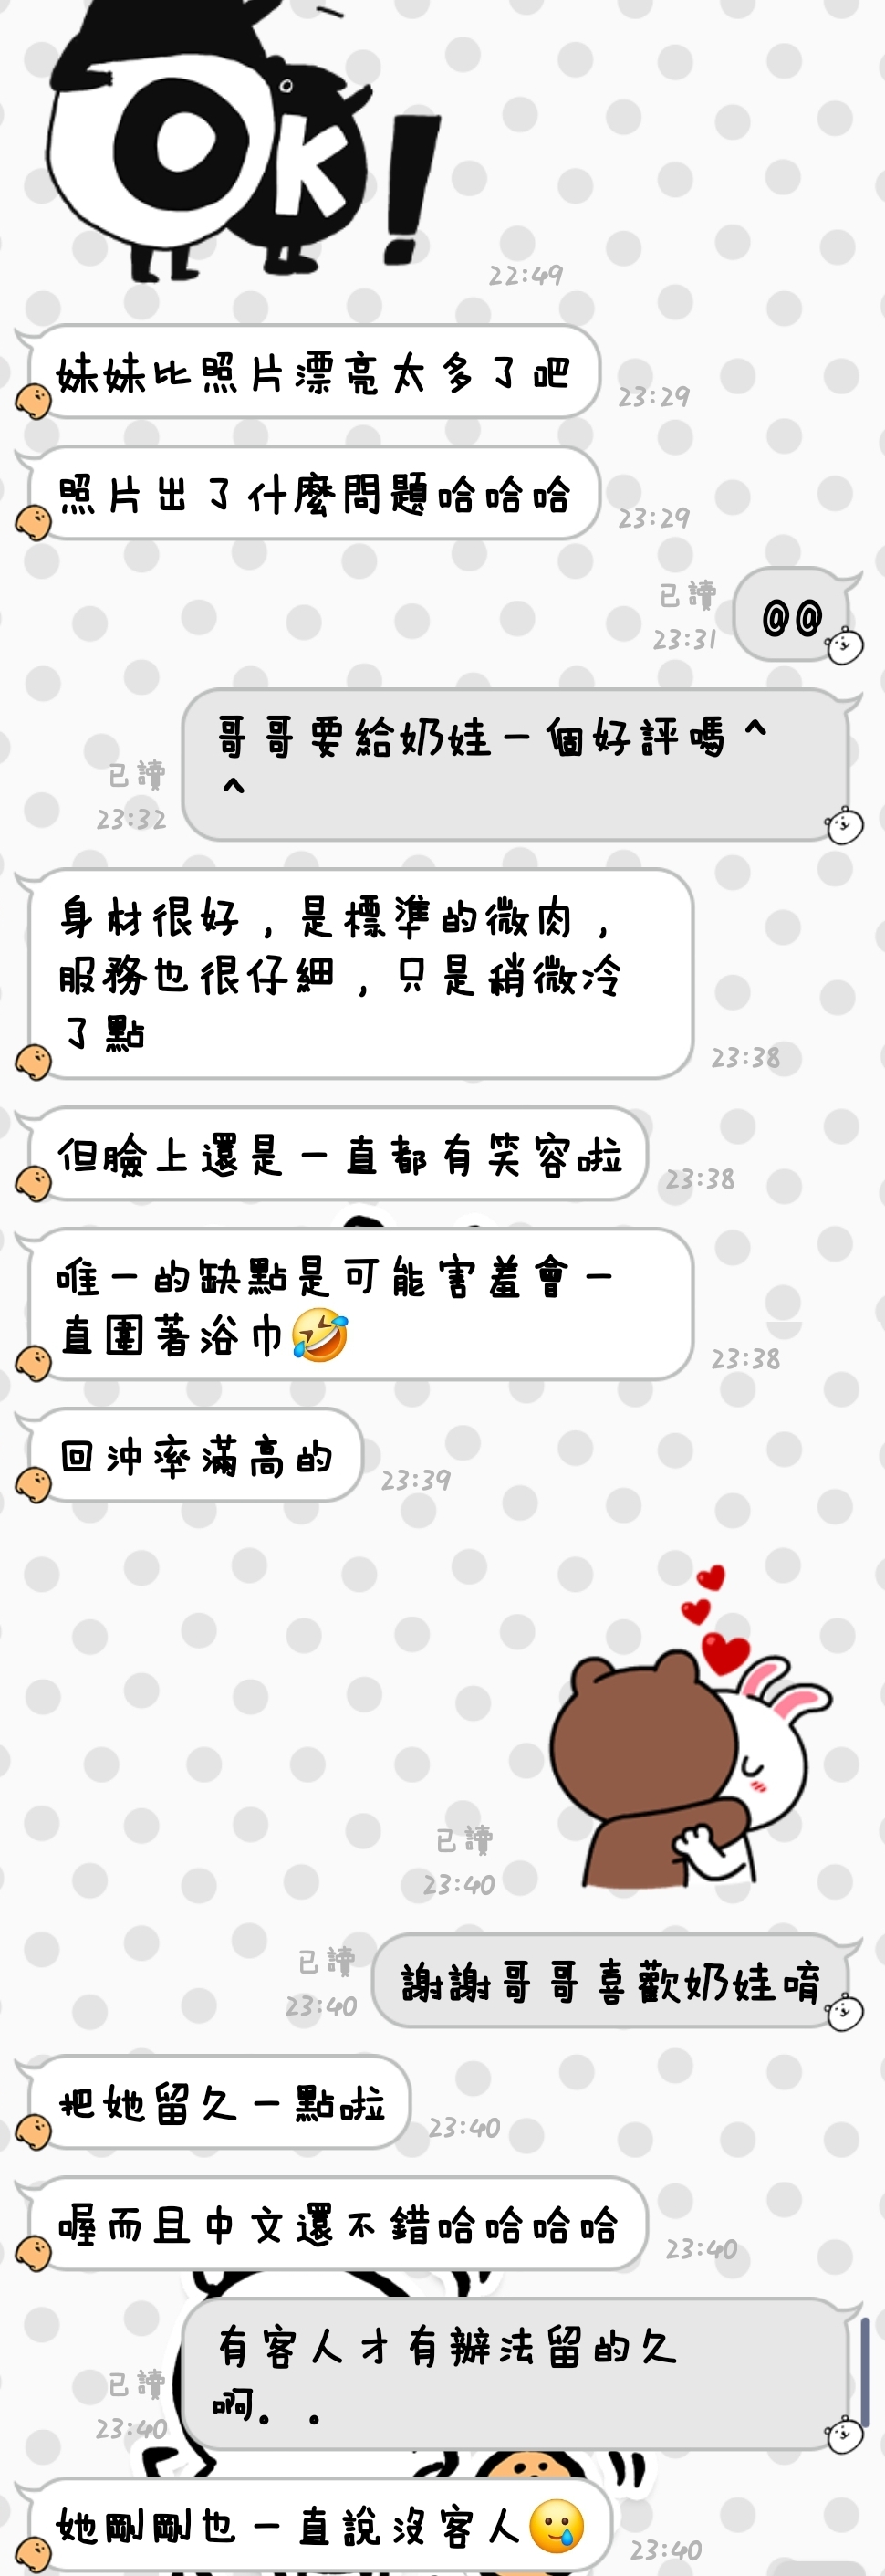 OK!
22:49
妹妹比照片漂亮太多了吧
23:29
照片出了什麼問題哈哈哈
23:29
已讀
23:31
@@
哥哥要給奶娃一個好評嗎^
^
已讀
23:32
身材很好，是標準的微肉，
服務也很仔細，只是稍微冷
了點
23:38
但臉上還是一直都有笑容啦
23:38
唯一的缺點是可能害羞會一
直圍著浴巾🤣
23:38
回沖率滿高的
23:39
已讀
23:40
已讀
23:40
謝謝哥哥喜歡奶娃唷
把她留久一點啦
23:40
喔而且中文還不錯哈哈哈哈
23:40
有客人才有辦法留的久
啊．．
已讀
23:40
她剛剛也一直說沒客人🥲
23:40